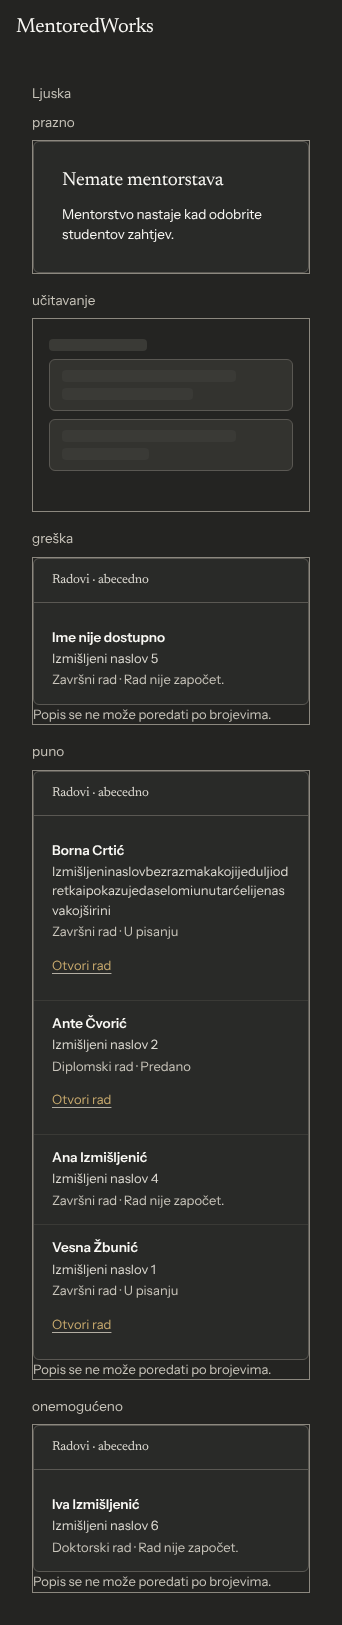 MentoredWorks
Ljuska
prazno
Nemate mentorstava
Mentorstvo nastaje kad odobrite
studentov zahtjev.
učitavanje
greška
Radovi · abecedno
Ime nije dostupno
Izmišljeni naslov 5
Završni rad · Rad nije započet.
Popis se ne može poredati po brojevima.
puno
Radovi · abecedno
Borna Crtić
Izmišljeninaslovbezrazmakakojijeduljiod
retkaipokazujedaselomiunutarćelijenas
vakojširini
Završni rad · U pisanju
Otvori rad
Ante Čvorić
Izmišljeni naslov 2
Diplomski rad · Predano
Otvori rad
Ana Izmišljenić
Izmišljeni naslov 4
Završni rad · Rad nije započet.
Vesna Žbunić
Izmišljeni naslov 1
Završni rad · U pisanju
Otvori rad
Popis se ne može poredati po brojevima.
onemogućeno
Radovi · abecedno
Iva Izmišljenić
Izmišljeni naslov 6
Doktorski rad · Rad nije započet.
Popis se ne može poredati po brojevima.